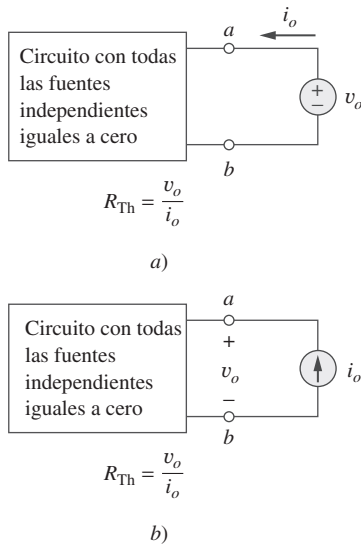 a
i_o
Circuito con todas
las fuentes
independientes
iguales a cero
+
−
v_o
b
R_Th = v_o / i_o
a)
a
Circuito con todas
las fuentes
independientes
iguales a cero
+
v_o
−
i_o
b
R_Th = v_o / i_o
b)